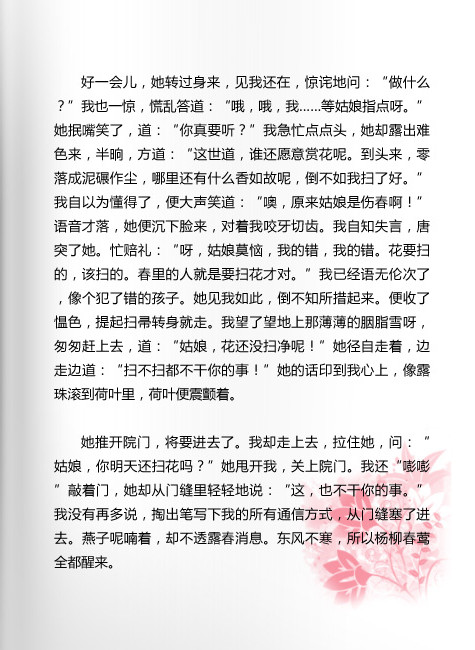 好一会儿，她转过身来，见我还在，惊诧地问：“做什么
？”我也一惊，慌乱答道：“哦，哦，我……等姑娘指点呀。”
她抿嘴笑了，道：“你真要听？”我急忙点点头，她却露出难
色来，半晌，方道：“这世道，谁还愿意赏花呢。到头来，零
落成泥碾作尘，哪里还有什么香如故呢，倒不如我扫了好。”
我自以为懂得了，便大声笑道：“噢，原来姑娘是伤春啊！”
语音才落，她便沉下脸来，对着我咬牙切齿。我自知失言，唐
突了她。忙赔礼：“呀，姑娘莫恼，我的错，我的错。花要扫
的，该扫的。春里的人就是要扫花才对。”我已经语无伦次了
，像个犯了错的孩子。她见我如此，倒不知所措起来。便收了
愠色，提起扫帚转身就走。我望了望地上那薄薄的胭脂雪呀，
匆匆赶上去，道：“姑娘，花还没扫净呢！”她径自走着，边
走边道：“扫不扫都不干你的事！”她的话印到我心上，像露
珠滚到荷叶里，荷叶便震颤着。
她推开院门，将要进去了。我却走上去，拉住她，问：“
姑娘，你明天还扫花吗？”她甩开我，关上院门。我还“嘭嘭
”敲着门，她却从门缝里轻轻地说：“这，也不干你的事。”
我没有再多说，掏出笔写下我的所有通信方式，从门缝塞了进
去。燕子呢喃着，却不透露春消息。东风不寒，所以杨柳春莺
全都醒来。